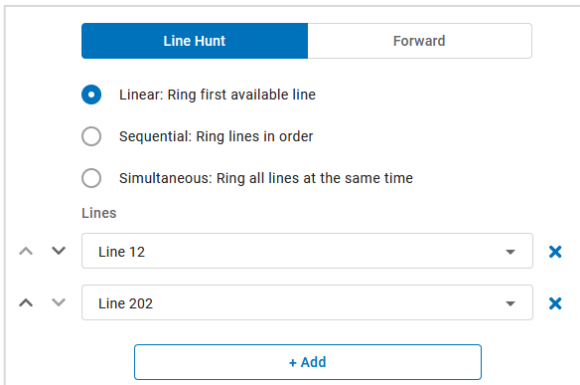 Line Hunt
Forward
Linear: Ring first available line
Sequential: Ring lines in order
Simultaneous: Ring all lines at the same time
Lines
Line 12
Line 202
+ Add